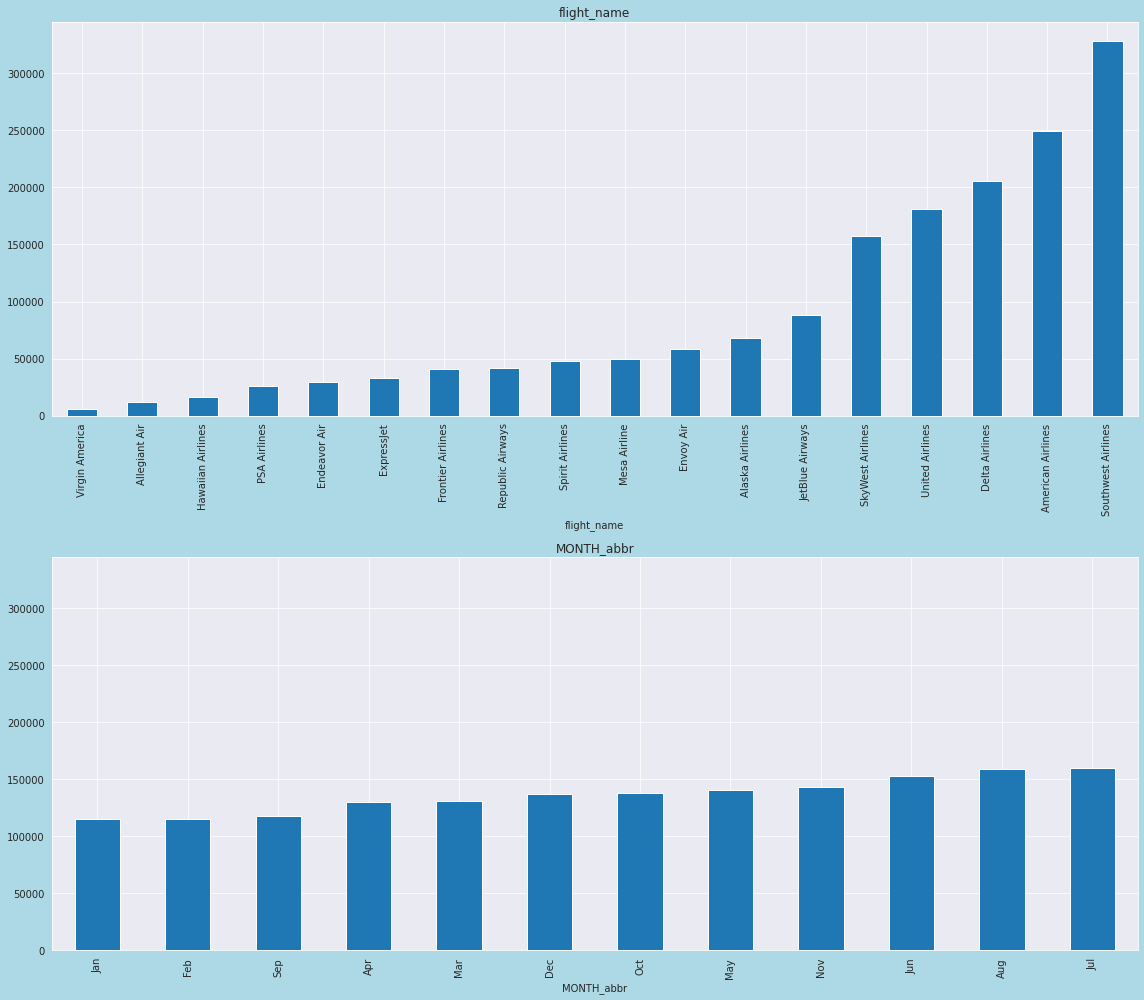 flight_name
300000
250000
200000
150000
100000
50000
0
Virgin America
Allegiant Air
Hawaiian Airlines
PSA Airlines
Endeavor Air
ExpressJet
Frontier Airlines
Republic Airways
Spirit Airlines
Mesa Airline
Envoy Air
Alaska Airlines
JetBlue Airways
SkyWest Airlines
United Airlines
Delta Airlines
American Airlines
Southwest Airlines
flight_name
MONTH_abbr
300000
250000
200000
150000
100000
50000
0
Jan
Feb
Sep
Apr
Mar
Dec
Oct
May
Nov
Jun
Aug
Jul
MONTH_abbr